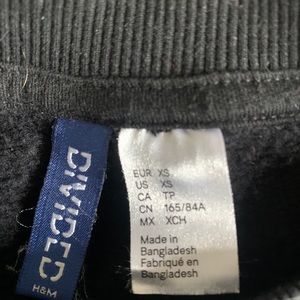 DIVIDED
H&M
EUR XS
US XS
CA TP
CN 165/84A
MX XCH
Made in
Bangladesh
Fabriqué en
Bangladesh